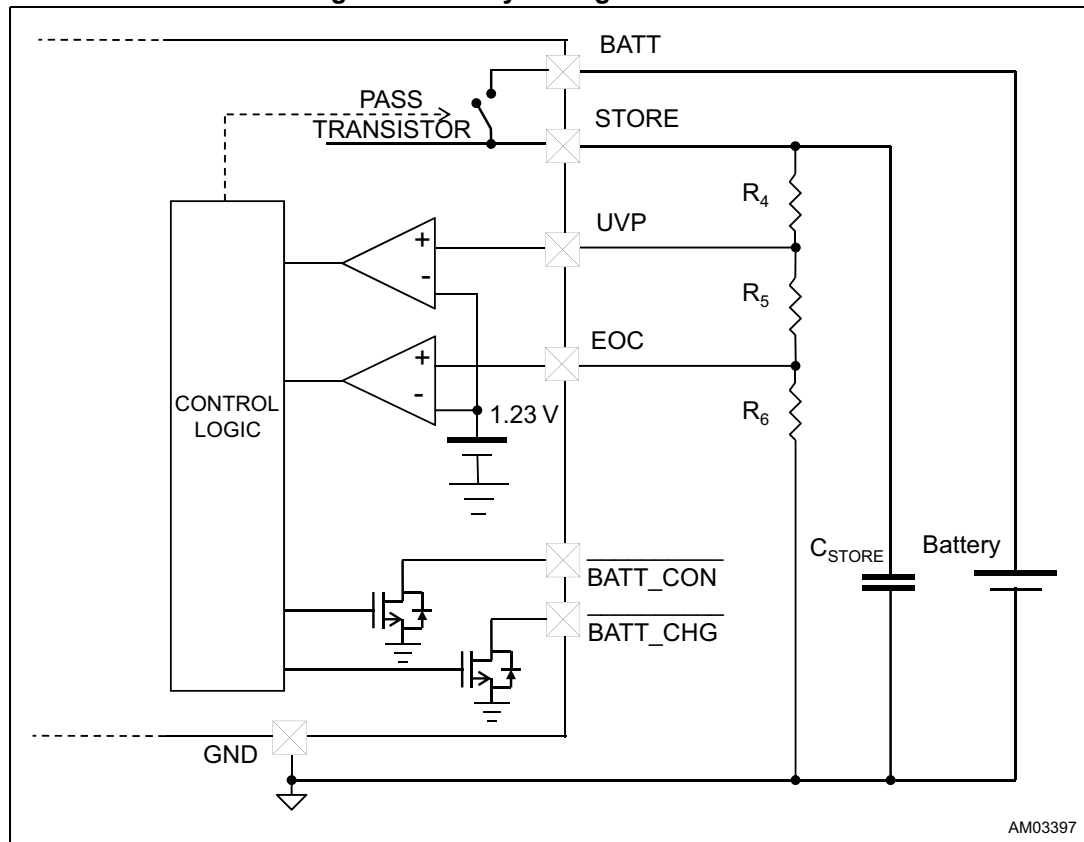 BATT
PASS
TRANSISTOR
STORE
R4
UVP
+
-
R5
EOC
+
-
1.23 V
R6
CONTROL
LOGIC
CSTORE
Battery
BATT_CON
BATT_CHG
GND
AM03397